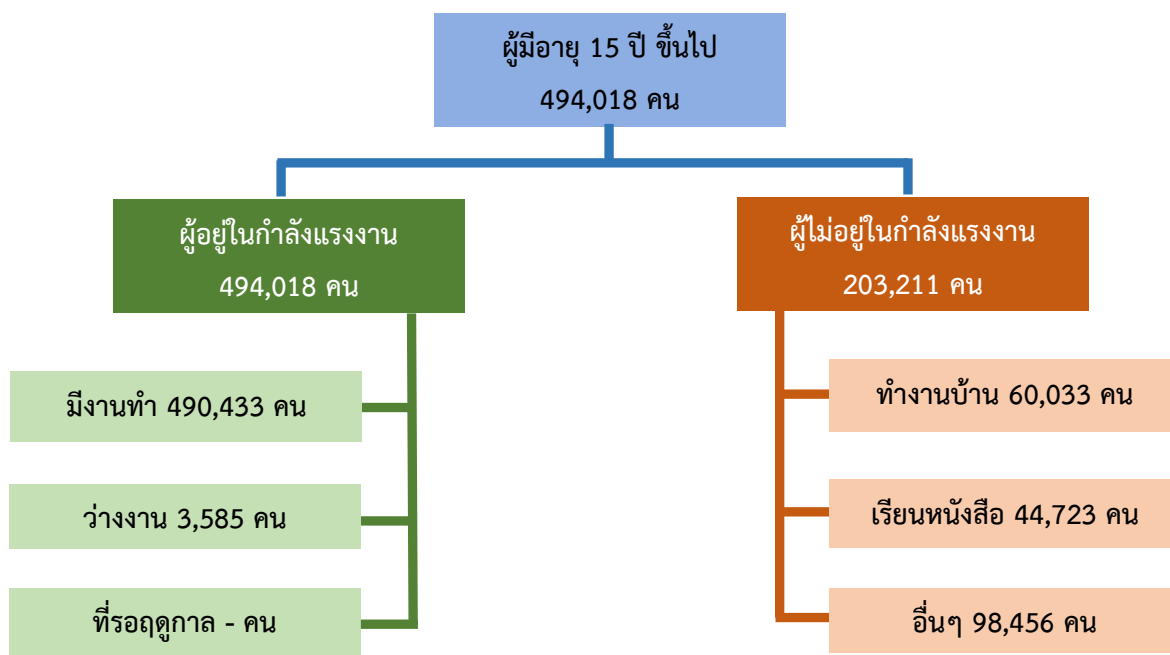 ผู้มีอายุ 15 ปี ขึ้นไป
494,018 คน
ผู้อยู่ในกำลังแรงงาน
494,018 คน
ผู้ไม่อยู่ในกำลังแรงงาน
203,211 คน
มีงานทำ 490,433 คน
ว่างงาน 3,585 คน
ที่รอฤดูกาล - คน
ทำงานบ้าน 60,033 คน
เรียนหนังสือ 44,723 คน
อื่นๆ 98,456 คน